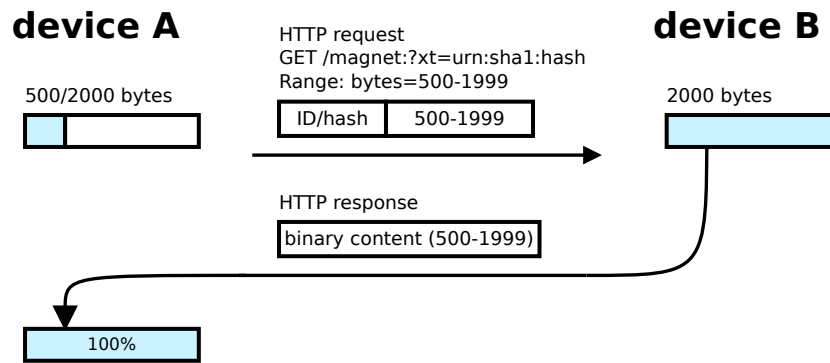 device A
device B
HTTP request
GET /magnet:?xt=urn:sha1:hash
Range: bytes=500-1999
500/2000 bytes
2000 bytes
ID/hash
500-1999
HTTP response
binary content (500-1999)
100%